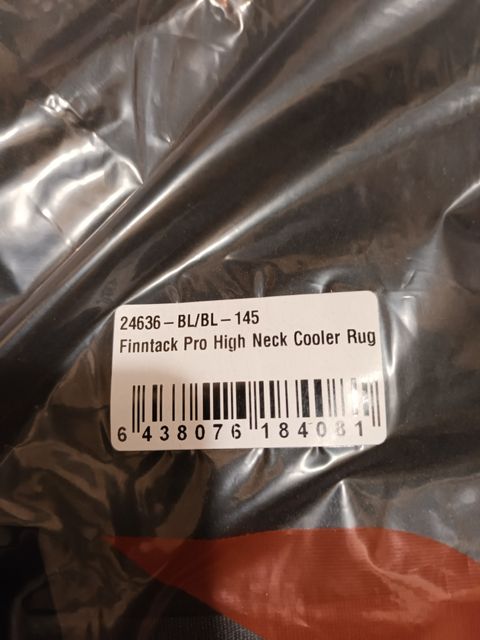 24636-BL/BL-145
Finntack Pro High Neck Cooler Rug
6 438076 184081